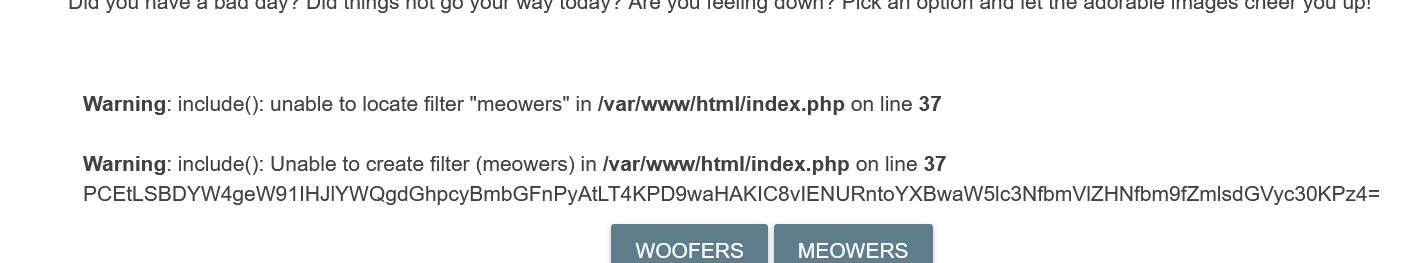 Did you have a bad day? Did things not go your way today? Are you feeling down? Pick an option and let the adorable images cheer you up!
Warning: include(): unable to locate filter "meowers" in /var/www/html/index.php on line 37
Warning: include(): Unable to create filter (meowers) in /var/www/html/index.php on line 37
PCEtLSBDYW4geW91IHJlYWQgdGhpcyBmbGFnPyAtLT4KPD9waHAKIC8vIENURntoYXBwaW5lc3NfbmVlZHNfbm9fZmlsdGVyc30KPz4=
WOOFERS MEOWERS